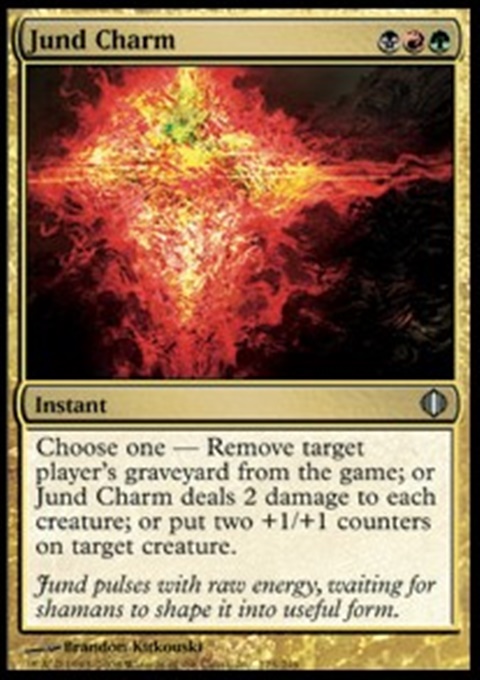 Jund Charm
Instant
Choose one — Remove target
player's graveyard from the game; or
Jund Charm deals 2 damage to each
creature; or put two +1/+1 counters
on target creature.
Jund pulses with raw energy, waiting for
shamans to shape it into useful form.
Brandon Kitkouski